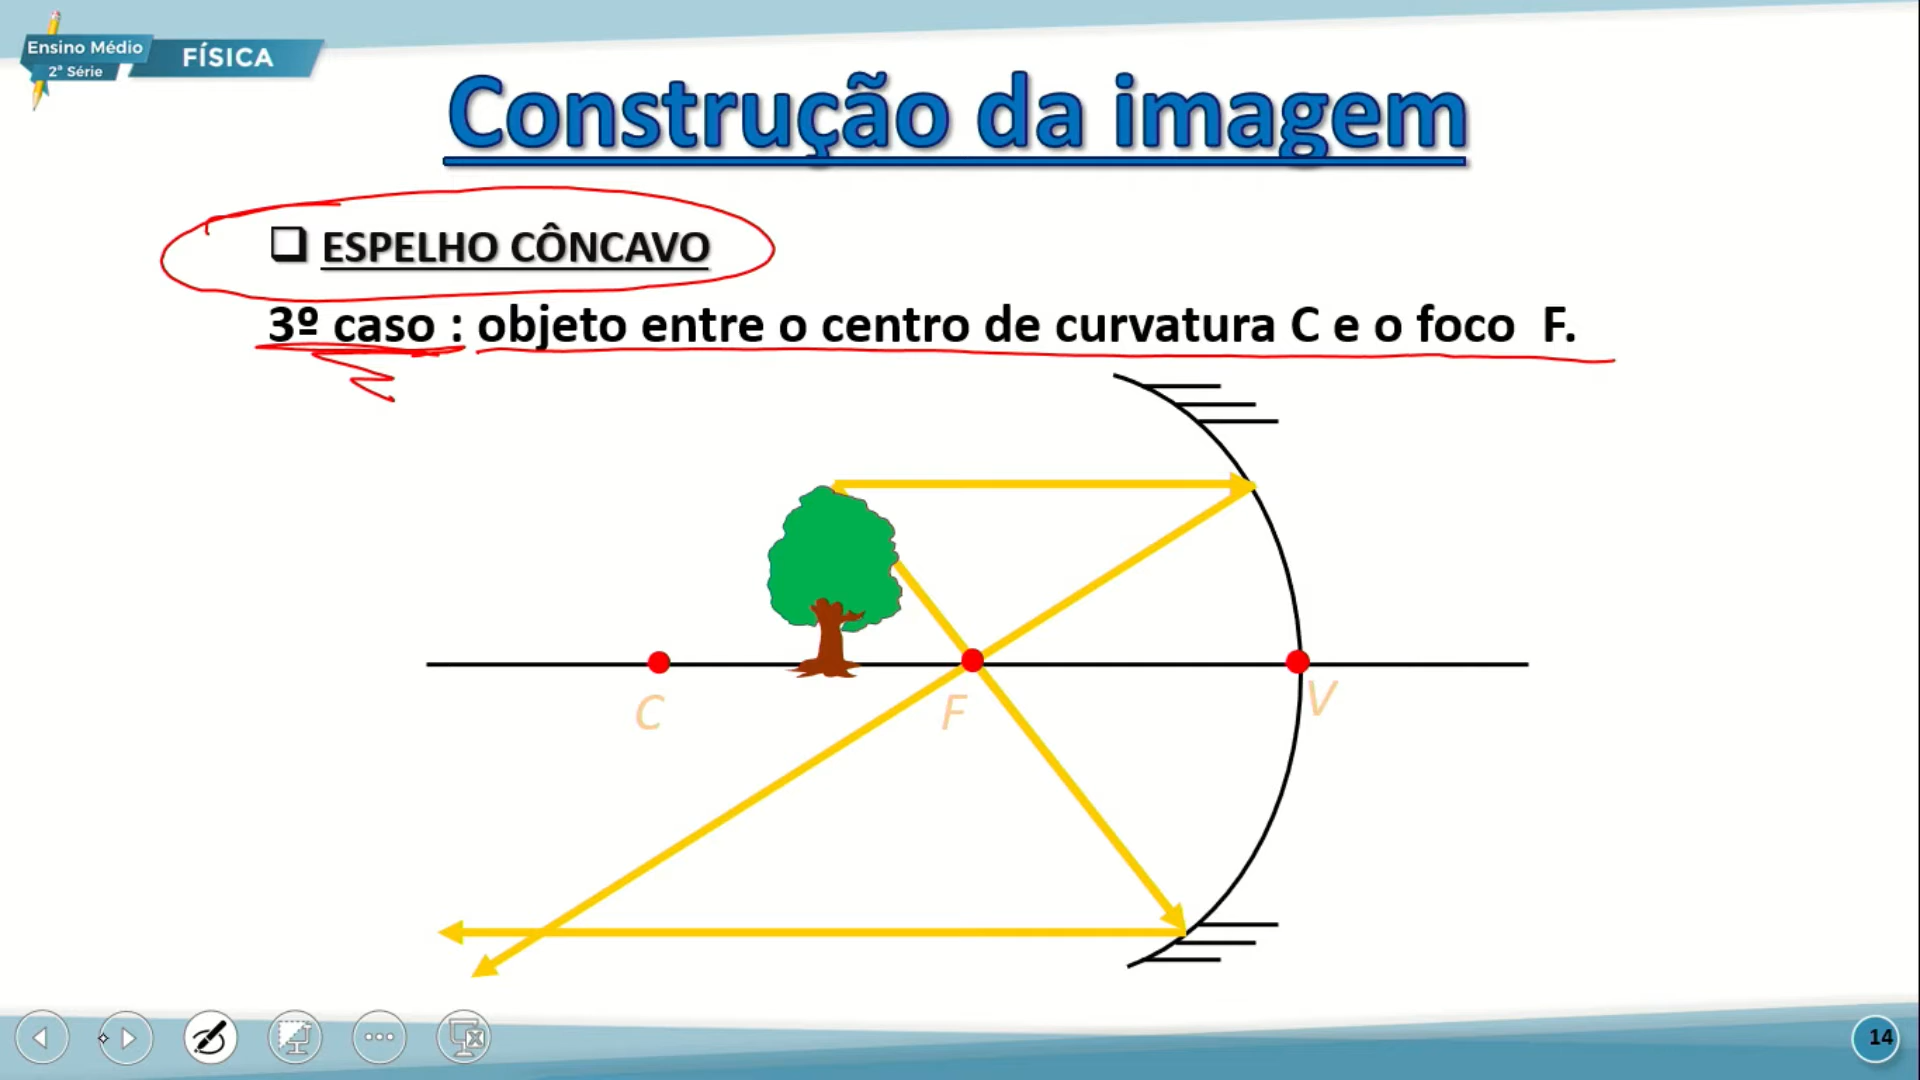 Ensino Médio
2ª Série
FÍSICA
Construção da imagem
ESPELHO CÔNCAVO
3º caso : objeto entre o centro de curvatura C e o foco F.
C
F
V
14